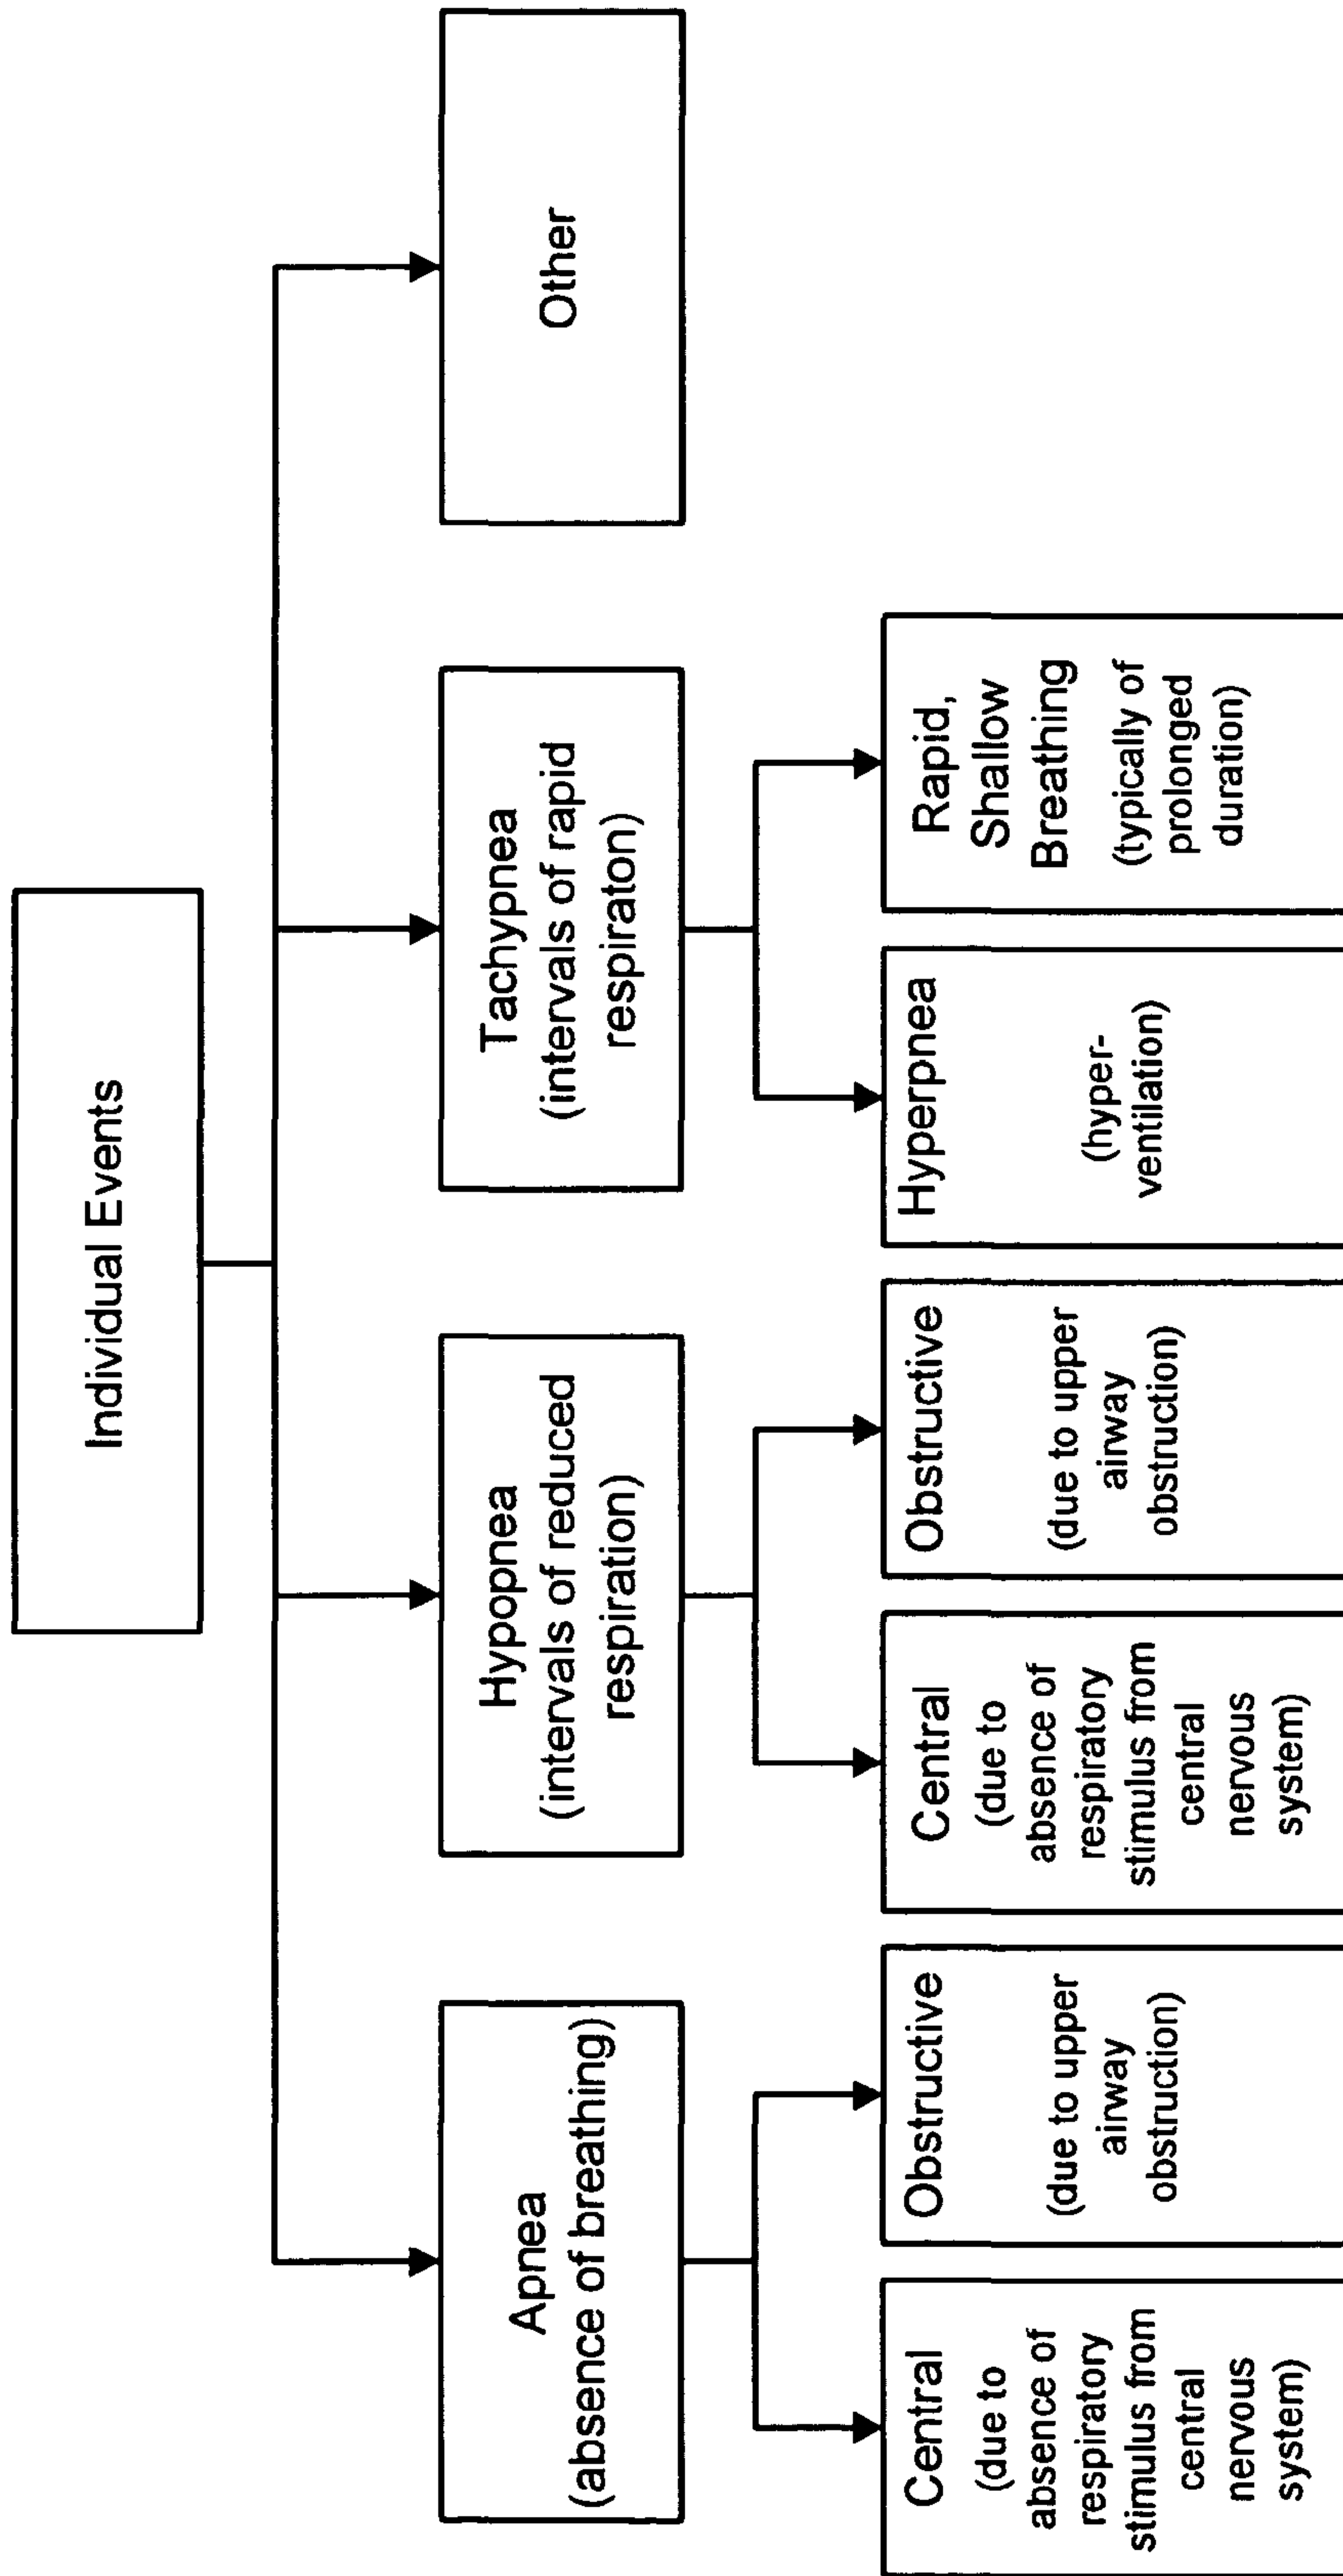 Individual Events
Apnea
(absence of breathing)
Hypopnea
(intervals of reduced
respiration)
Tachypnea
(intervals of rapid
respiraton)
Other
Central
(due to
absence of
respiratory
stimulus from
central
nervous
system)
Obstructive
(due to upper
airway
obstruction)
Central
(due to
absence of
respiratory
stimulus from
central
nervous
system)
Obstructive
(due to upper
airway
obstruction)
Hyperpnea
(hyper-
ventilation)
Rapid,
Shallow
Breathing
(typically of
prolonged
duration)